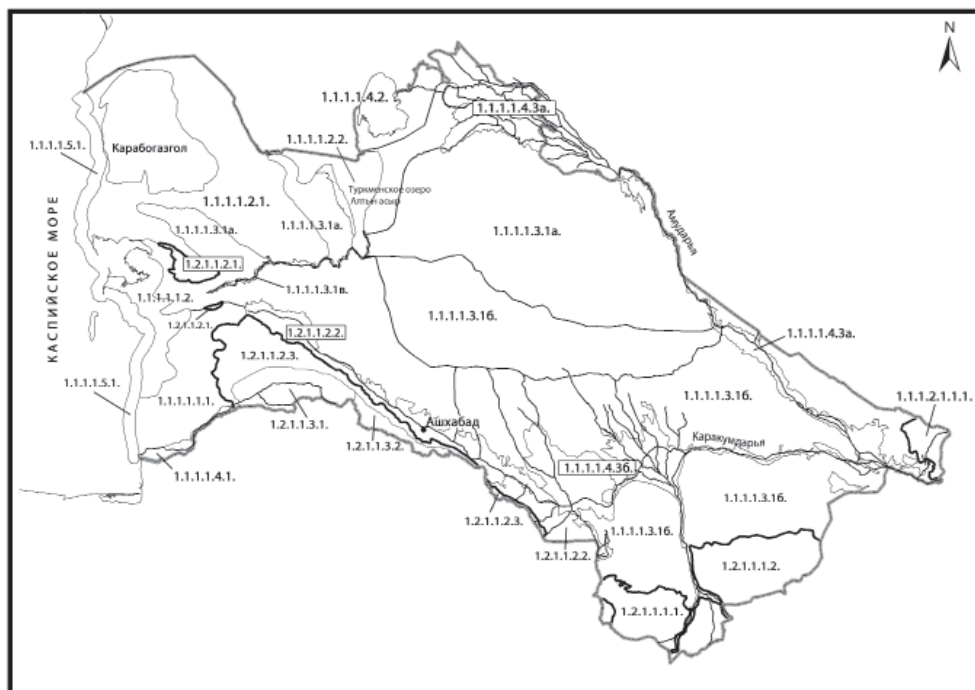 N
1.1.1.1.4.2.
1.1.1.1.4.3а.
1.1.1.1.2.2.
1.1.1.1.5.1.
Карабогазгол
Туркменское озеро
Алтын асыр
1.1.1.1.2.1.
1.1.1.1.3.1а.
1.1.1.1.3.1а.
1.1.1.1.3.1а.
Амударья
КАСПИЙСКОЕ МОРЕ
1.2.1.1.2.1.
1.1.1.1.1.2.
1.1.1.1.3.1в.
1.1.1.1.3.1б.
1.2.1.1.2.1.
1.2.1.1.2.2.
1.1.1.1.4.3а.
1.2.1.1.2.3.
1.1.1.1.5.1.
1.1.1.1.1.1.
1.1.1.1.3.1б.
1.1.1.2.1.1.1.
1.2.1.1.3.1.
Ашхабад
1.2.1.1.3.2.
Каракумдарья
1.1.1.1.4.1.
1.1.1.1.4.3б.
1.1.1.1.3.1б.
1.2.1.1.2.3.
1.1.1.1.3.1б.
1.2.1.1.2.2.
1.2.1.1.1.2.
1.2.1.1.1.1.